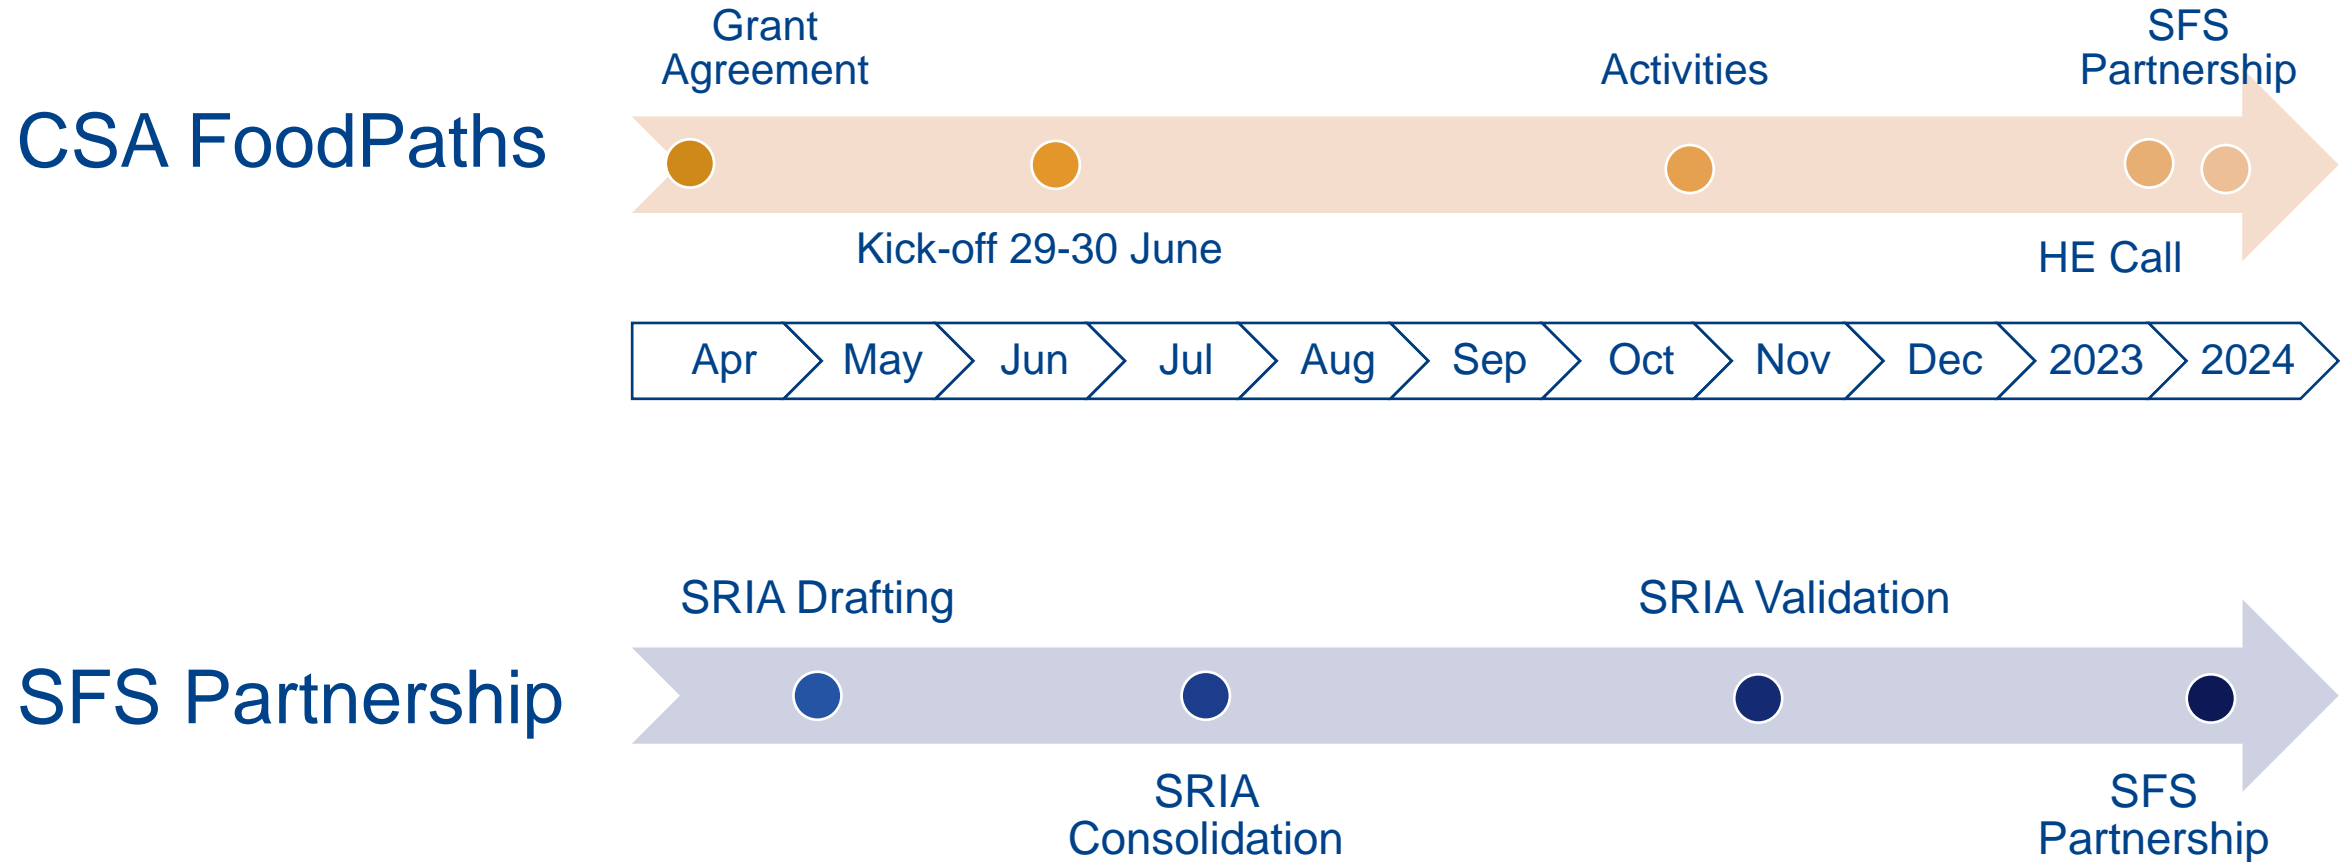 Grant
Agreement
Activities
SFS
Partnership
CSA FoodPaths
Kick-off 29-30 June
HE Call
Apr
May
Jun
Jul
Aug
Sep
Oct
Nov
Dec
2023
2024
SRIA Drafting
SRIA Validation
SFS Partnership
SRIA
Consolidation
SFS
Partnership